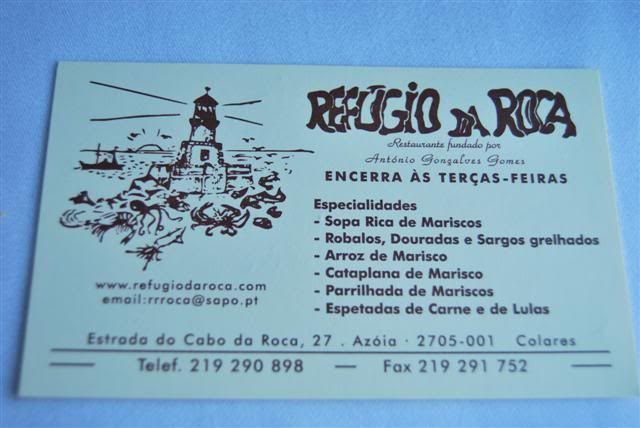 REFÚGIO DA ROCA
Restaurante fundado por
António Gonçalves Gomes
ENCERRA ÀS TERÇAS-FEIRAS
Especialidades
- Sopa Rica de Mariscos
- Robalos, Douradas e Sargos grelhados
- Arroz de Marisco
- Cataplana de Marisco
- Parrilhada de Mariscos
- Espetadas de Carne e de Lulas
www.refugiodaroca.com
email:rrroca@sapo.pt
Estrada do Cabo da Roca, 27 . Azóia · 2705-001 Colares
Telef. 219 290 898 — Fax 219 291 752